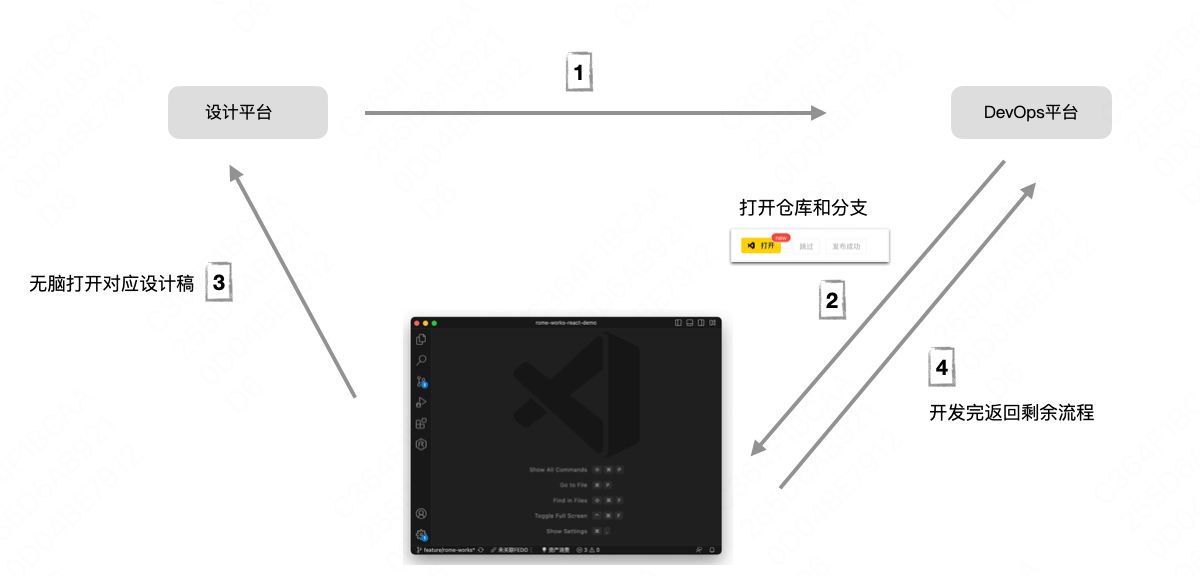 1
设计平台
DevOps平台
打开仓库和分支
new
打开
跳过
发布成功
无脑打开对应设计稿
3
2
rome-works-react-demo
4
开发完返回剩余流程
Show All Commands
Go to File
Find in Files
Toggle Full Screen
Show Settings
feature/rome-works*
未关联FEDO
资产消费
3
0